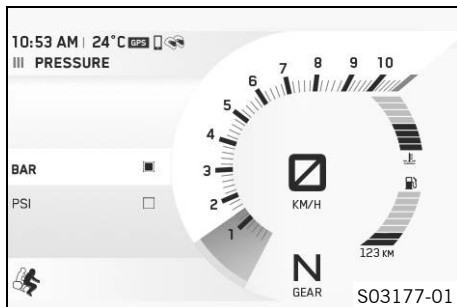 10:53 AM | 24°C GPS
PRESSURE
BAR
PSI
1
2
3
4
5
6
7
8
9
10
0
KM/H
N
GEAR
123 KM
S03177-01